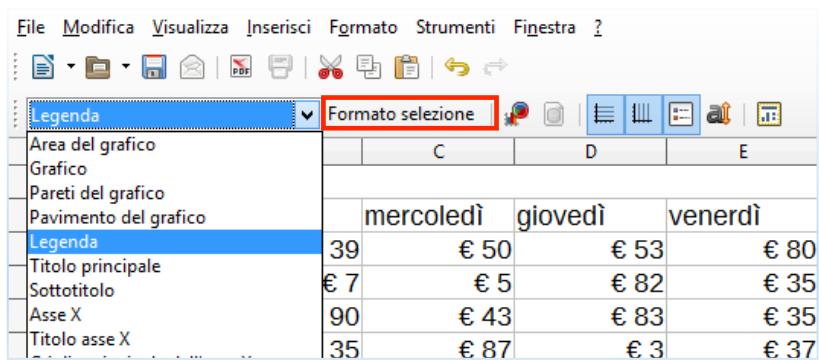 File Modifica Visualizza Inserisci Formato Strumenti Finestra ?
PDF
Legenda Formato selezione
Area del grafico
Grafico
Pareti del grafico
Pavimento del grafico
Legenda
Titolo principale
Sottotitolo
Asse X
Titolo asse X
C D E
mercoledì giovedì venerdì
39 € 50 € 53 € 80
€ 7 € 5 € 82 € 35
90 € 43 € 83 € 35
35 € 87 € 3 € 37